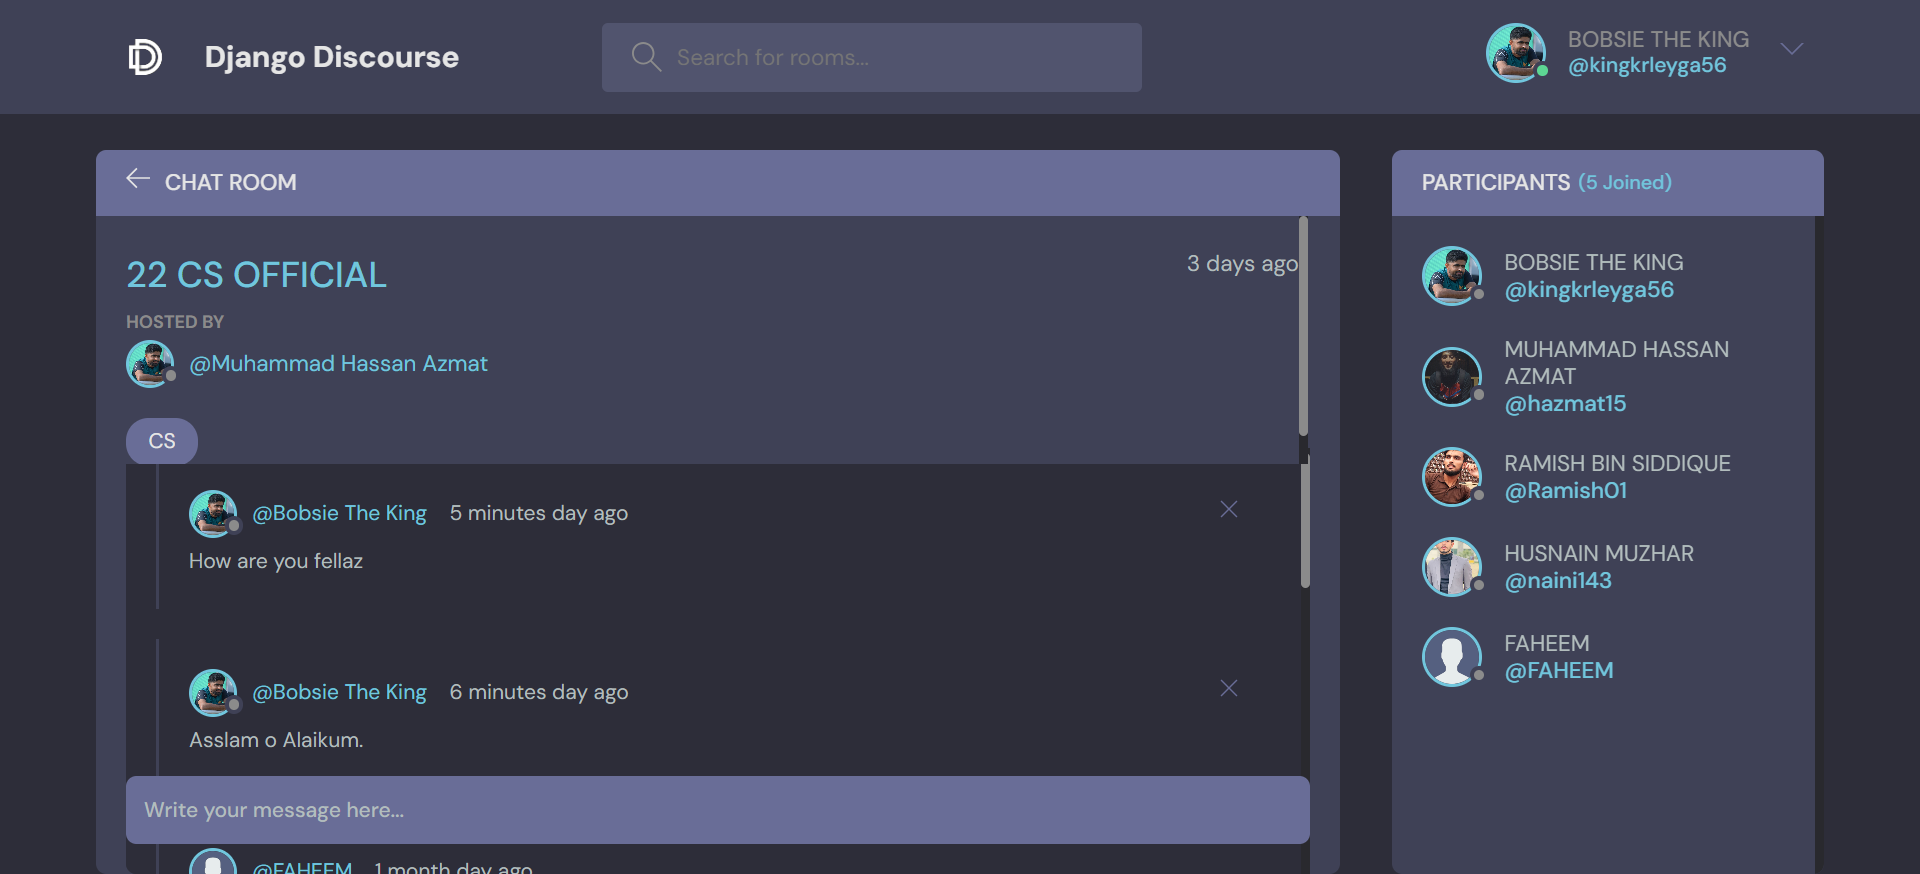 Django Discourse
Search for rooms...
BOBSIE THE KING
@kingkrleyga56
CHAT ROOM
22 CS OFFICIAL
3 days ago
HOSTED BY
@Muhammad Hassan Azmat
CS
@Bobsie The King 5 minutes day ago
How are you fellaz
@Bobsie The King 6 minutes day ago
Asslam o Alaikum.
Write your message here...
@FAHEEM 1 month day ago
PARTICIPANTS (5 Joined)
BOBSIE THE KING
@kingkrleyga56
MUHAMMAD HASSAN
AZMAT
@hazmat15
RAMISH BIN SIDDIQUE
@Ramish01
HUSNAIN MUZHAR
@naini143
FAHEEM
@FAHEEM